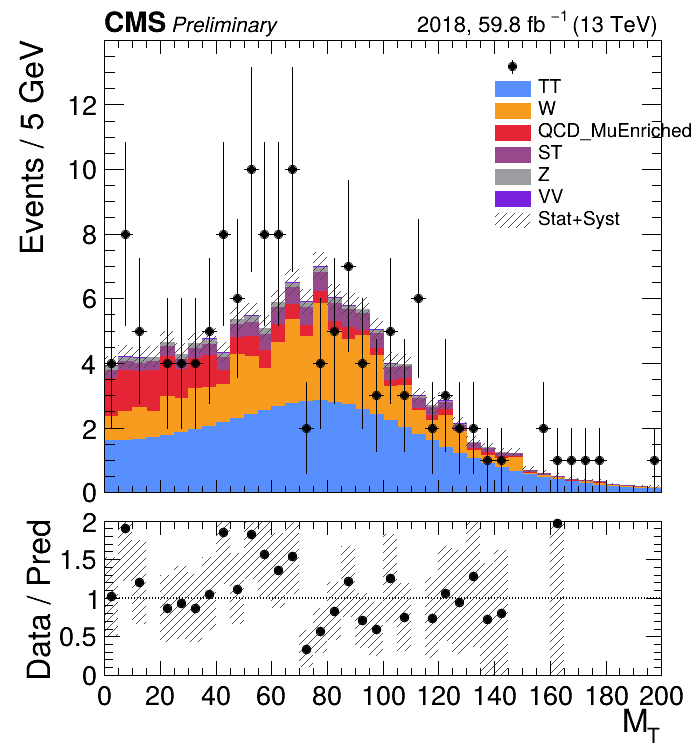 CMS Preliminary 2018, 59.8 fb⁻¹ (13 TeV)
Events / 5 GeV
12
10
8
6
4
2
0
TT
W
QCD_MuEnriched
ST
Z
VV
Stat+Syst
Data / Pred
2
1.5
1
0.5
0
0 20 40 60 80 100 120 140 160 180 200
M_T